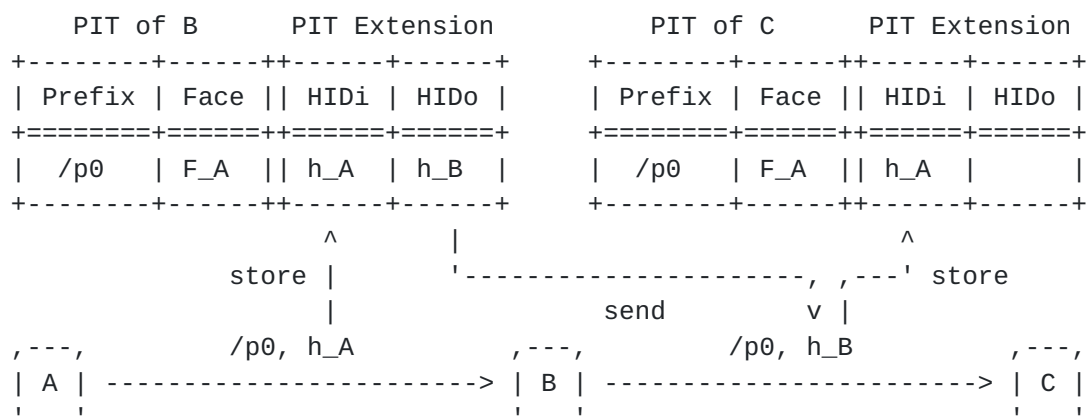 PIT of B PIT Extension PIT of C PIT Extension
+--------+------++------+------+ +--------+------++------+------+
| Prefix | Face || HIDi | HIDo | | Prefix | Face || HIDi | HIDo |
+========+======++======+======+ +========+======++======+======+
| /p0 | F_A || h_A | h_B | | /p0 | F_A || h_A | |
+--------+------++------+------+ +--------+------++------+------+
^ | ^
store | '----------------------, ,---' store
| send v |
,---, /p0, h_A ,---, /p0, h_B ,---,
| A | ------------------------> | B | ------------------------> | C |
' ' ' ' ' '